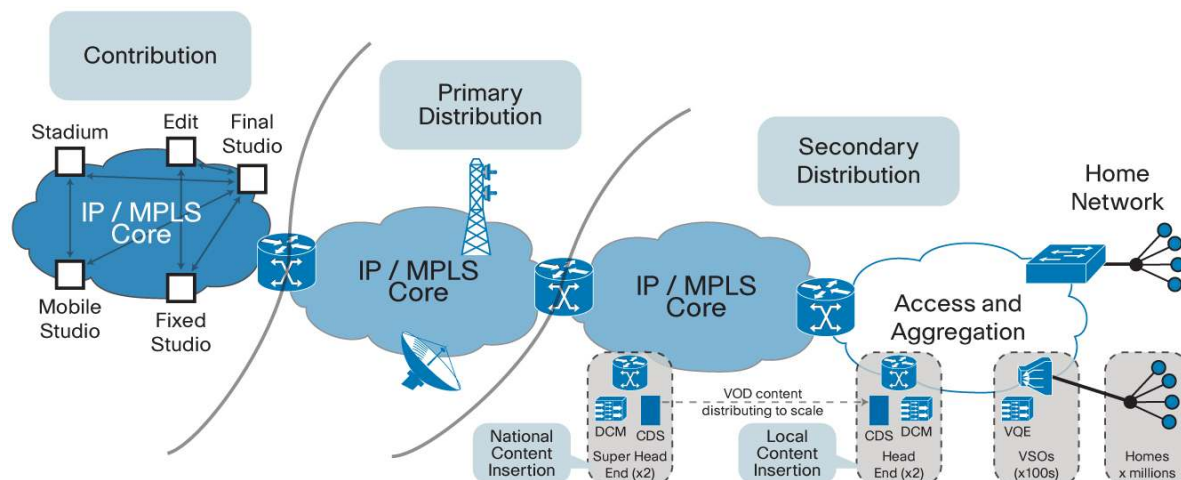 Contribution
Stadium
Edit
Final
Studio
IP / MPLS
Core
Mobile
Studio
Fixed
Studio
Primary
Distribution
IP / MPLS
Core
Secondary
Distribution
IP / MPLS
Core
Home
Network
Access and
Aggregation
VOD content
distributing to scale
DCM
CDS
Super Head
End (x2)
National
Content
Insertion
CDS
DCM
Head
End (x2)
Local
Content
Insertion
VQE
VSOs
(x100s)
Homes
x millions